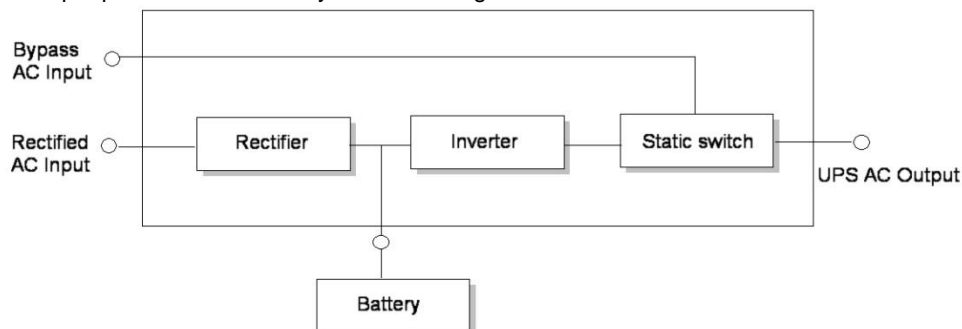 Bypass
AC Input
Rectified
AC Input
Rectifier
Inverter
Static switch
UPS AC Output
Battery